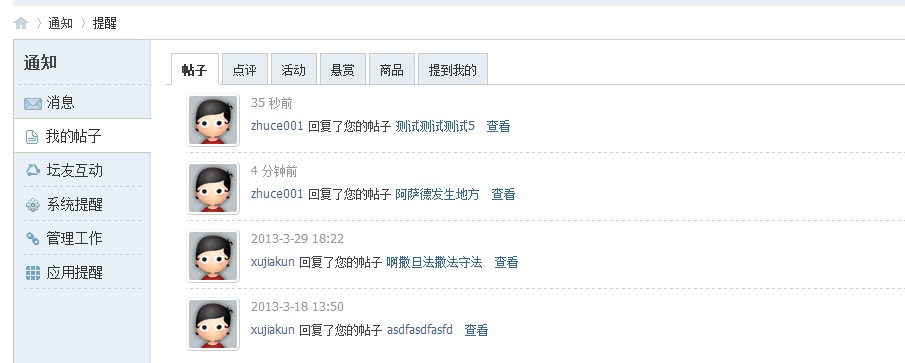 通知 提醒
通知
消息
我的帖子
坛友互动
系统提醒
管理工作
应用提醒
帖子 点评 活动 悬赏 商品 提到我的
35 秒前
zhuce001 回复了您的帖子 测试测试测试5 查看
4 分钟前
zhuce001 回复了您的帖子 阿萨德发生地方 查看
2013-3-29 18:22
xujiakun 回复了您的帖子 啊撒旦法撒法守法 查看
2013-3-18 13:50
xujiakun 回复了您的帖子 asdfasdfasfd 查看